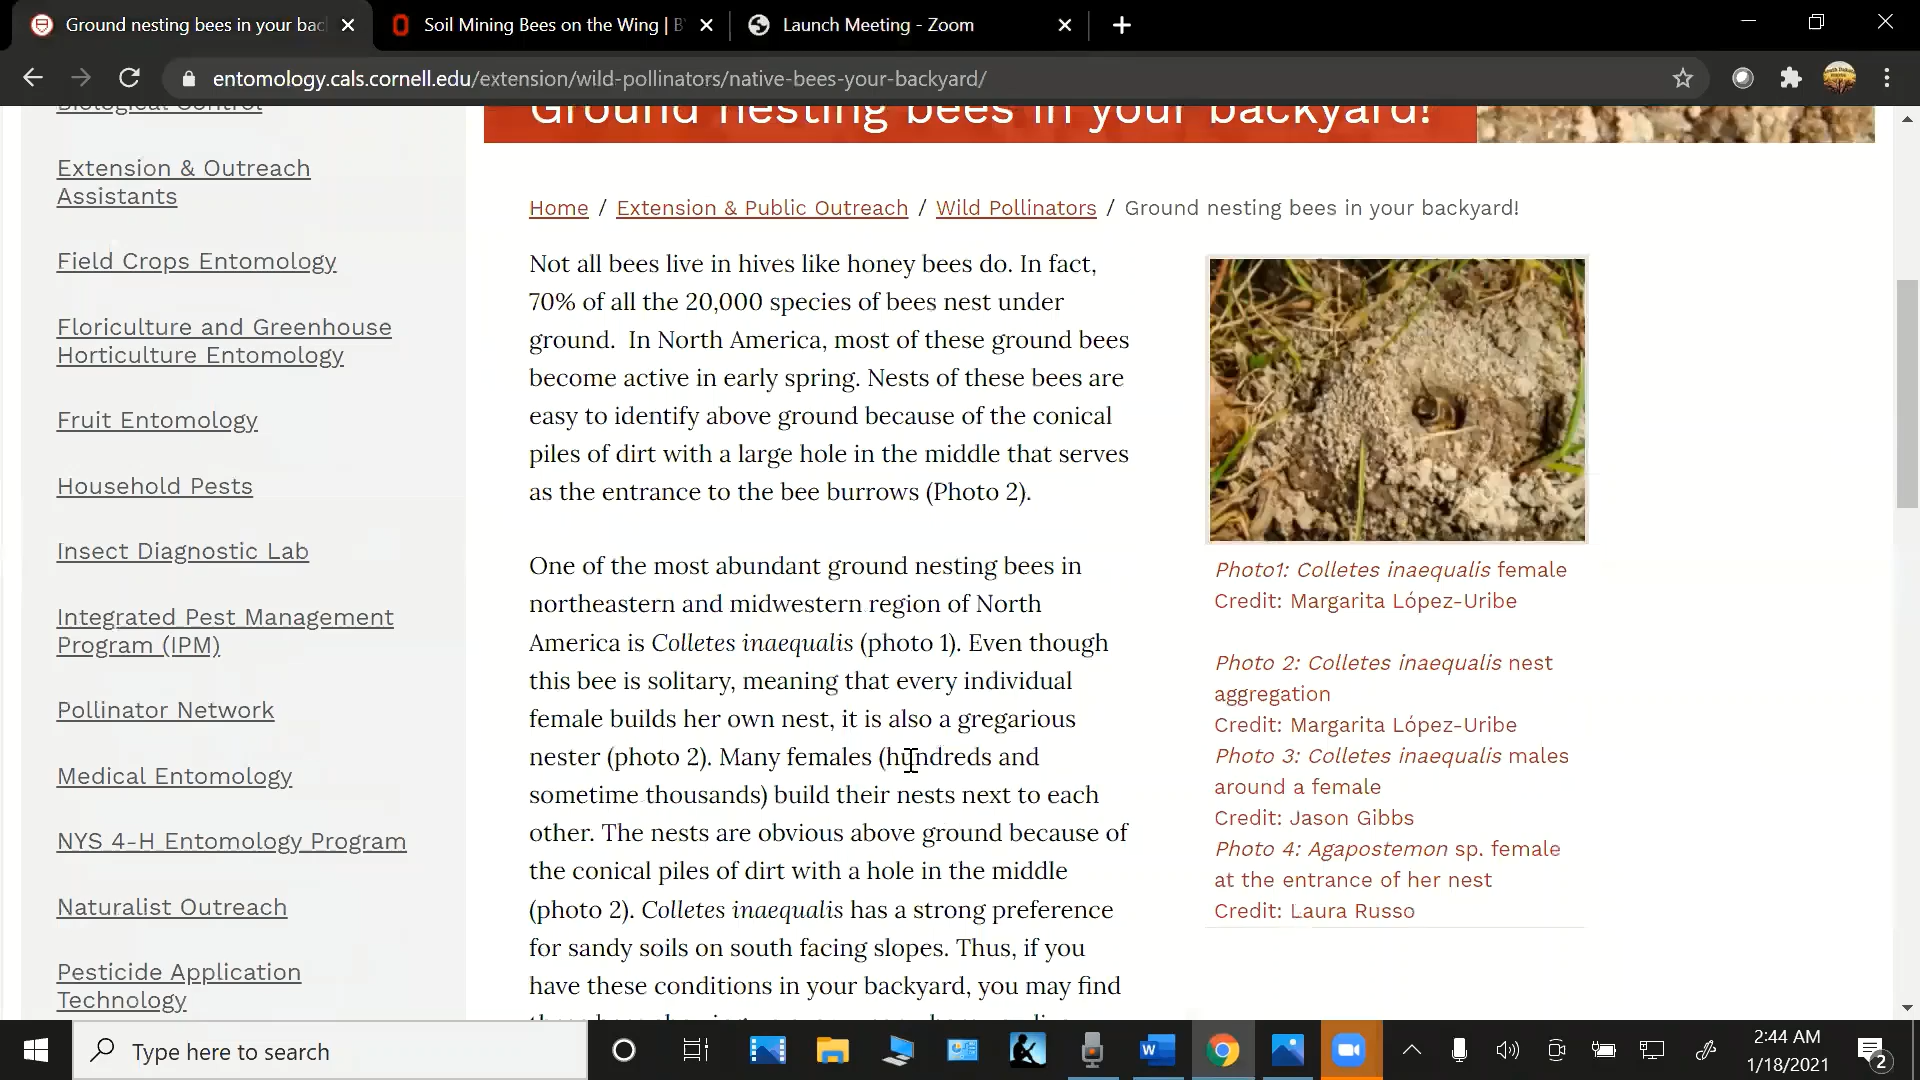 Ground nesting bees in your bac
Soil Mining Bees on the Wing | B
Launch Meeting - Zoom
entomology.cals.cornell.edu/extension/wild-pollinators/native-bees-your-backyard/
Biological Control
Extension & Outreach
Assistants
Field Crops Entomology
Floriculture and Greenhouse
Horticulture Entomology
Fruit Entomology
Household Pests
Insect Diagnostic Lab
Integrated Pest Management
Program (IPM)
Pollinator Network
Medical Entomology
NYS 4-H Entomology Program
Naturalist Outreach
Pesticide Application
Technology
Ground nesting bees in your backyard!
Home / Extension & Public Outreach / Wild Pollinators / Ground nesting bees in your backyard!
Not all bees live in hives like honey bees do. In fact,
70% of all the 20,000 species of bees nest under
ground. In North America, most of these ground bees
become active in early spring. Nests of these bees are
easy to identify above ground because of the conical
piles of dirt with a large hole in the middle that serves
as the entrance to the bee burrows (Photo 2).
One of the most abundant ground nesting bees in
northeastern and midwestern region of North
America is Colletes inaequalis (photo 1). Even though
this bee is solitary, meaning that every individual
female builds her own nest, it is also a gregarious
nester (photo 2). Many females (hundreds and
sometime thousands) build their nests next to each
other. The nests are obvious above ground because of
the conical piles of dirt with a hole in the middle
(photo 2). Colletes inaequalis has a strong preference
for sandy soils on south facing slopes. Thus, if you
have these conditions in your backyard, you may find
Photo1: Colletes inaequalis female
Credit: Margarita López-Uribe
Photo 2: Colletes inaequalis nest
aggregation
Credit: Margarita López-Uribe
Photo 3: Colletes inaequalis males
around a female
Credit: Jason Gibbs
Photo 4: Agapostemon sp. female
at the entrance of her nest
Credit: Laura Russo
Type here to search
2:44 AM
1/18/2021
2